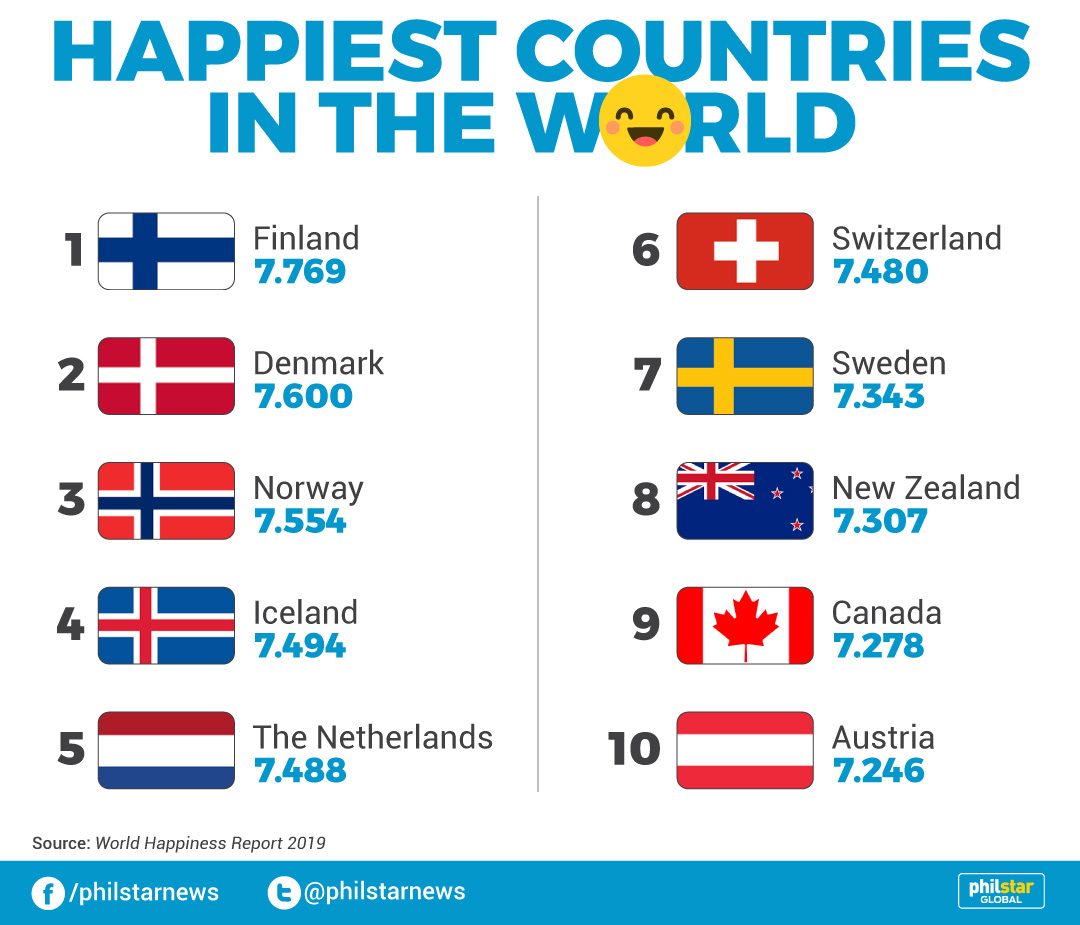 HAPPIEST COUNTRIES
IN THE WORLD
1
Finland
7.769
2
Denmark
7.600
3
Norway
7.554
4
Iceland
7.494
5
The Netherlands
7.488
6
Switzerland
7.480
7
Sweden
7.343
8
New Zealand
7.307
9
Canada
7.278
10
Austria
7.246
Source: World Happiness Report 2019
f /philstarnews
t @philstarnews
philstar
GLOBAL